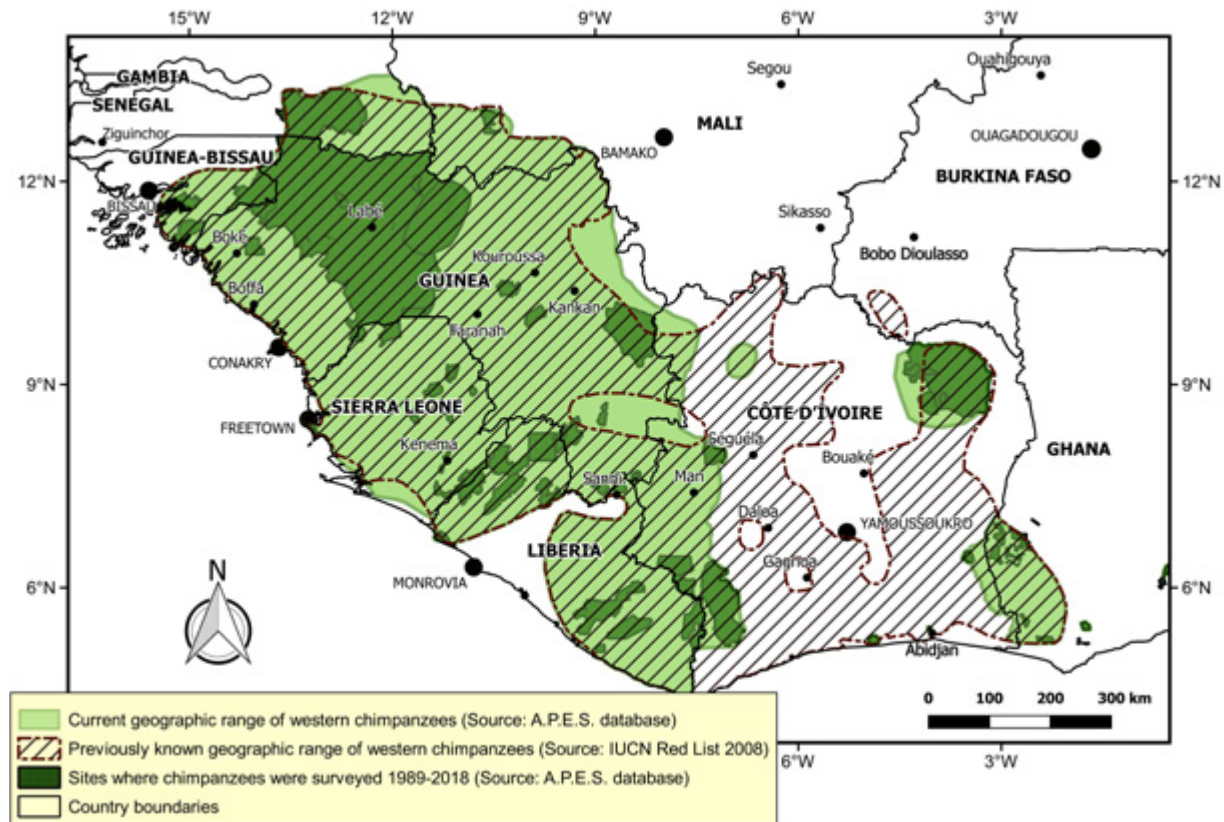 15°W 12°W 9°W 6°W 3°W
Ouahigouya
Segou
GAMBIA
SENEGAL
MALI
Ziguinchor
OUAGADOUGOU
GUINEA-BISSAU
BAMAKO
12°N 12°N
BURKINA FASO
BISSAU
Labé
Sikasso
Boké
Bobo Dioulasso
Kouroussa
GUINEA
Boffa
Kankan
Faranah
CONAKRY
9°N 9°N
SIERRA LEONE
CÔTE D'IVOIRE
FREETOWN
Kenema
Séguéla
Bouaké
GHANA
Man
Daloa
YAMOUSSOUKRO
LIBERIA
N
MONROVIA
6°N 6°N
Abidjan
0 100 200 300 km
Current geographic range of western chimpanzees (Source: A.P.E.S. database)
Previously known geographic range of western chimpanzees (Source: IUCN Red List 2008)
Sites where chimpanzees were surveyed 1989-2018 (Source: A.P.E.S. database)
Country boundaries
6°W 3°W